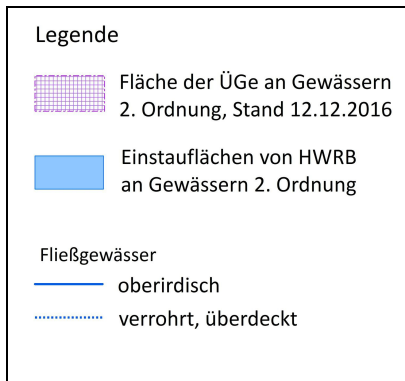 Legende
Fläche der ÜGe an Gewässern
2. Ordnung, Stand 12.12.2016
Einstauflächen von HWRB
an Gewässern 2. Ordnung
Fließgewässer
oberirdisch
verrohrt, überdeckt